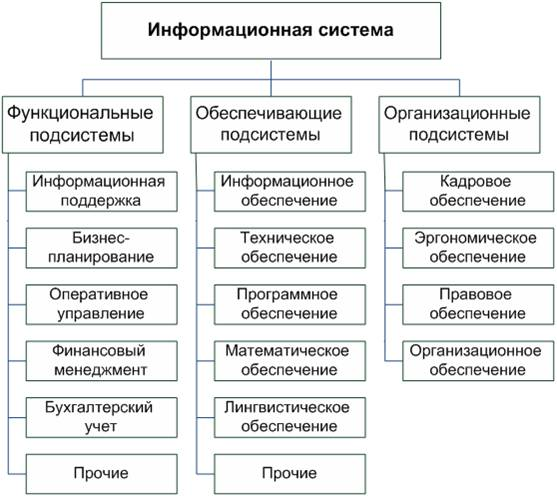 Информационная система
Функциональные
подсистемы
Информационная
поддержка
Бизнес-
планирование
Оперативное
управление
Финансовый
менеджмент
Бухгалтерский
учет
Прочие
Обеспечивающие
подсистемы
Информационное
обеспечение
Техническое
обеспечение
Программное
обеспечение
Математическое
обеспечение
Лингвистическое
обеспечение
Прочие
Организационные
подсистемы
Кадровое
обеспечение
Эргономическое
обеспечение
Правовое
обеспечение
Организационное
обеспечение